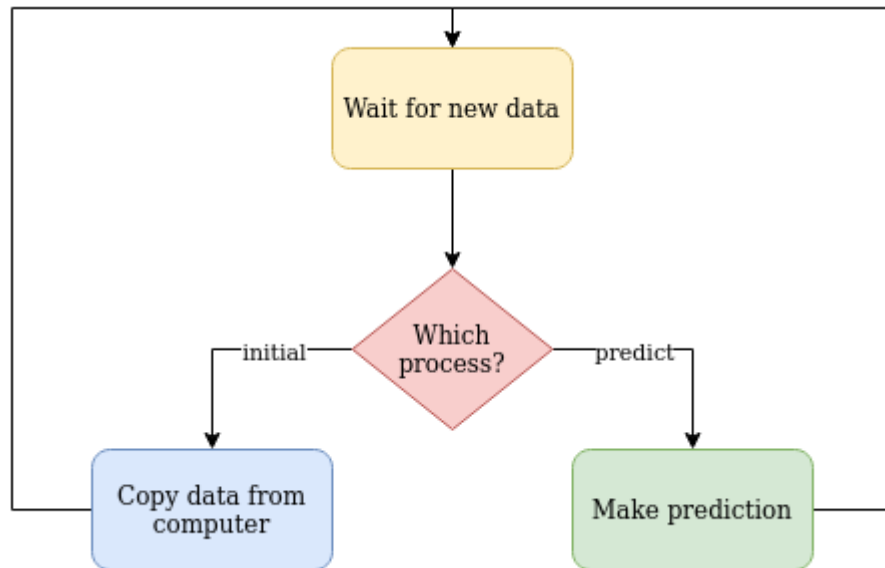 Wait for new data
Which
process?
initial
predict
Copy data from
computer
Make prediction